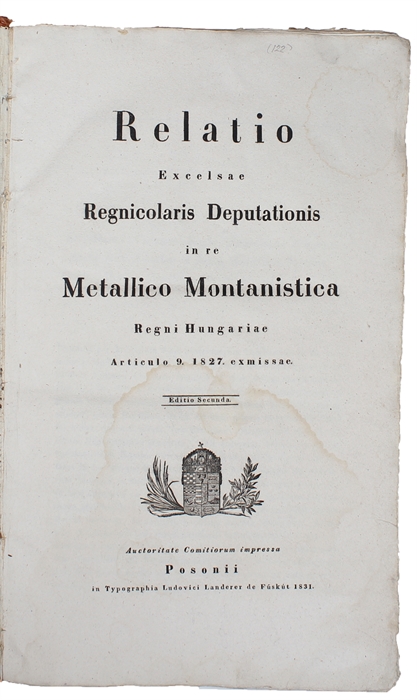 (122)
Relatio
Excelsae
Regnicolaris Deputationis
in re
Metallico Montanistica
Regni Hungariae
Articulo 9. 1827. exmissae.
Editio Secunda.
Auctoritate Comitiorum impressa
Posonii
in Typographia Ludovici Landerer de Füskút 1831.